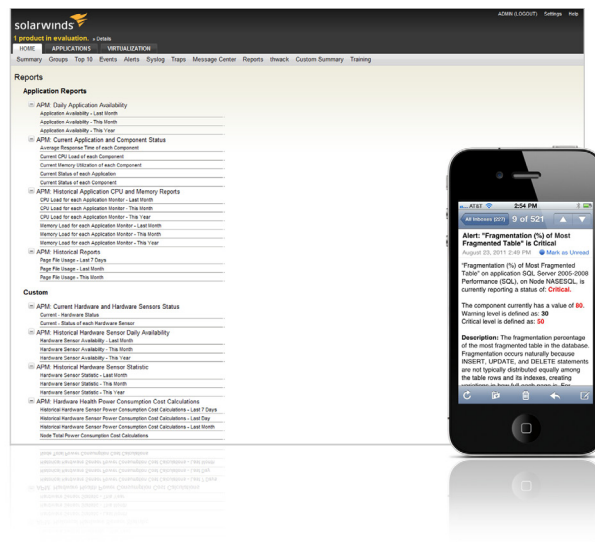 ADMIN (LOGOUT) Settings Help
solarwinds
1 product in evaluation. » Details
HOME APPLICATIONS VIRTUALIZATION
Summary Groups Top 10 Events Alerts Syslog Traps Message Center Reports thwack Custom Summary Training
Reports
Application Reports
APM: Daily Application Availability
Application Availability - Last Month
Application Availability - This Month
Application Availability - This Year
APM: Current Application and Component Status
Average Response Time of each Component
Current CPU Load of each Component
Current Memory Utilization of each Component
Current Status of each Application
Current Status of each Component
APM: Historical Application CPU and Memory Reports
CPU Load for each Application Monitor - Last Month
CPU Load for each Application Monitor - This Month
CPU Load for each Application Monitor - This Year
Memory Load for each Application Monitor - Last Month
Memory Load for each Application Monitor - This Month
Memory Load for each Application Monitor - This Year
APM: Historical Reports
Page File Usage - Last 7 Days
Page File Usage - Last Month
Page File Usage - This Month
Custom
APM: Current Hardware and Hardware Sensors Status
Current - Hardware Status
Current - Status of each Hardware Sensor
APM: Historical Hardware Sensor Daily Availability
Hardware Sensor Availability - Last Month
Hardware Sensor Availability - This Month
Hardware Sensor Availability - This Year
APM: Historical Hardware Sensor Statistic
Hardware Sensor Statistic - Last Month
Hardware Sensor Statistic - This Month
Hardware Sensor Statistic - This Year
APM: Hardware Health Power Consumption Cost Calculations
Historical Hardware Sensor Power Consumption Cost Calculations - Last 7 Days
Historical Hardware Sensor Power Consumption Cost Calculations - Last Day
Historical Hardware Sensor Power Consumption Cost Calculations - Last Month
Node Total Power Consumption Cost Calculations
AT&T 2:54 PM
All Inboxes (227) 9 of 521
Alert: "Fragmentation (%) of Most
Fragmented Table" is Critical
August 23, 2011 2:49 PM Mark as Unread
"Fragmentation (%) of Most Fragmented
Table" on application SQL Server 2005-2008
Performance (SQL), on Node NASESQL, is
currently reporting a status of: Critical.
The component currently has a value of 80.
Warning level is defined as: 30
Critical level is defined as: 50
Description: The fragmentation percentage
of the most fragmented table in the database.
Fragmentation occurs naturally because
INSERT, UPDATE, and DELETE statements
are not typically distributed equally among
the table rows and its indexes, creating
variations in how full each page is. For